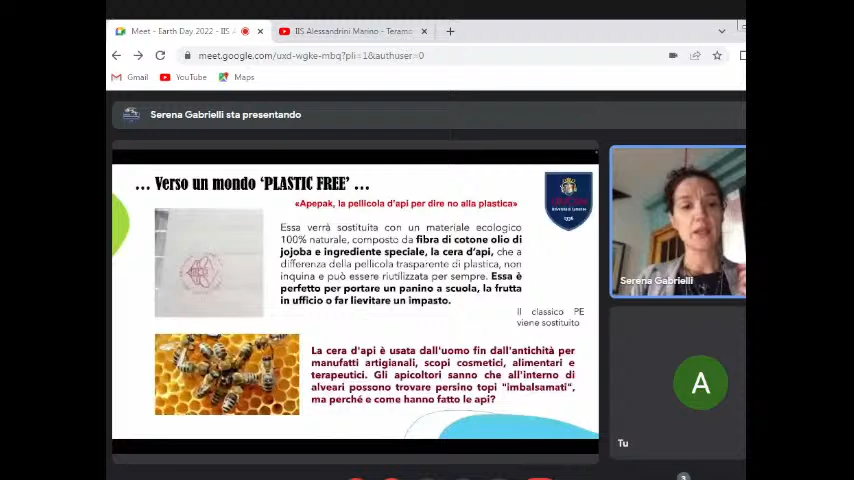 Meet - Earth Day 2022 - IIS A
IIS Alessandrini Marino - Teramo
meet.google.com/uxd-wgke-mbq?pli=1&authuser=0
Gmail
YouTube
Maps
Serena Gabrielli sta presentando
... Verso un mondo ‘PLASTIC FREE’ ...
«Apepak, la pellicola d'api per dire no alla plastica»
Essa verrà sostituita con un materiale ecologico
100% naturale, composto da fibra di cotone olio di
jojoba e ingrediente speciale, la cera d'api, che a
differenza della pellicola trasparente di plastica, non
inquina e può essere riutilizzata per sempre. Essa è
perfetto per portare un panino a scuola, la frutta
in ufficio o far lievitare un impasto.
Il classico PE
viene sostituito
La cera d'api è usata dall'uomo fin dall'antichità per
manufatti artigianali, scopi cosmetici, alimentari e
terapeutici. Gli apicoltori sanno che all'interno di
alveari possono trovare persino topi "imbalsamati",
ma perché e come hanno fatto le api?
Serena Gabrielli
A
Tu